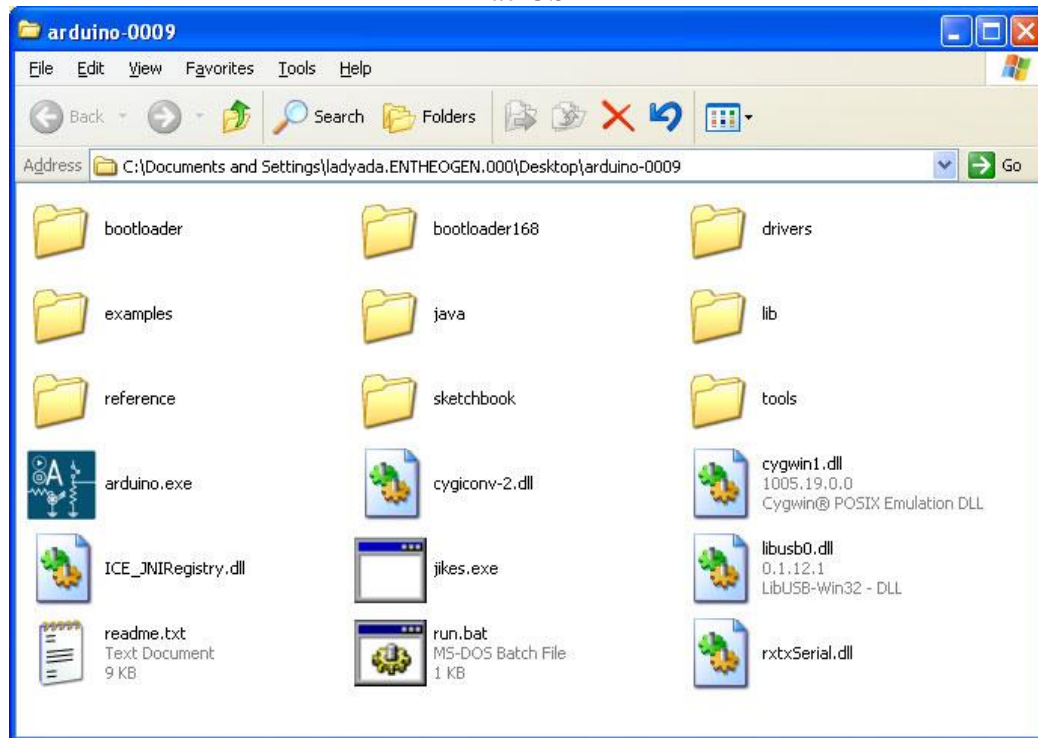 arduino-0009
File Edit View Favorites Tools Help
Back Search Folders
Address C:\Documents and Settings\ladyada.ENTHEOGEN.000\Desktop\arduino-0009 Go
bootloader bootloader168 drivers
examples java lib
reference sketchbook tools
arduino.exe
cygiconv-2.dll
cygwin1.dll
1005.19.0.0
Cygwin® POSIX Emulation DLL
ICE_JNIRegistry.dll
jikes.exe
libusb0.dll
0.1.12.1
LibUSB-Win32 - DLL
readme.txt
Text Document
9 KB
run.bat
MS-DOS Batch File
1 KB
rxtxSerial.dll